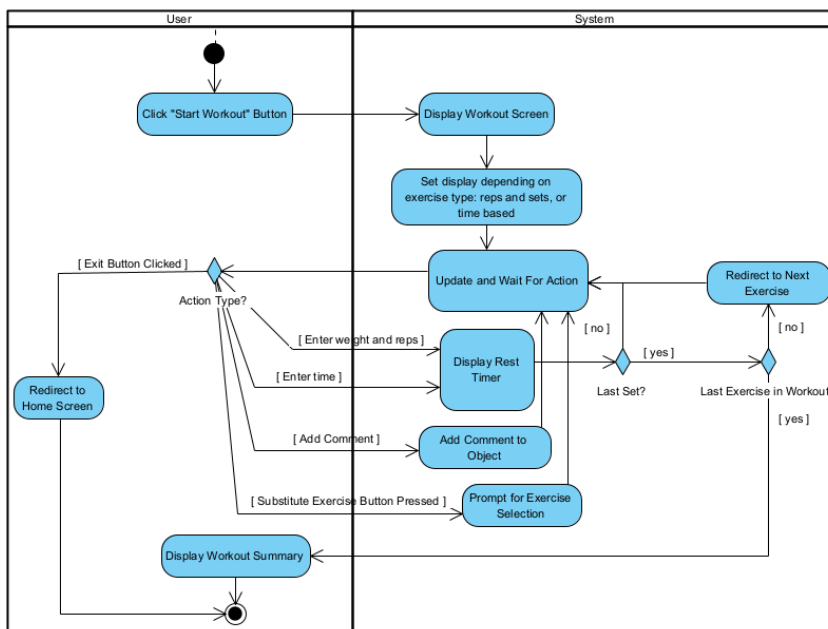 User
System
Click "Start Workout" Button
Display Workout Screen
Set display depending on
exercise type: reps and sets, or
time based
[ Exit Button Clicked ]
Update and Wait For Action
Redirect to Next
Exercise
Action Type?
[ no ]
[ no ]
[ Enter weight and reps ]
Display Rest
Timer
[ yes ]
[ Enter time ]
Last Set?
Last Exercise in Workout
Redirect to
Home Screen
[ yes ]
[ Add Comment ]
Add Comment to
Object
[ Substitute Exercise Button Pressed ]
Prompt for Exercise
Selection
Display Workout Summary